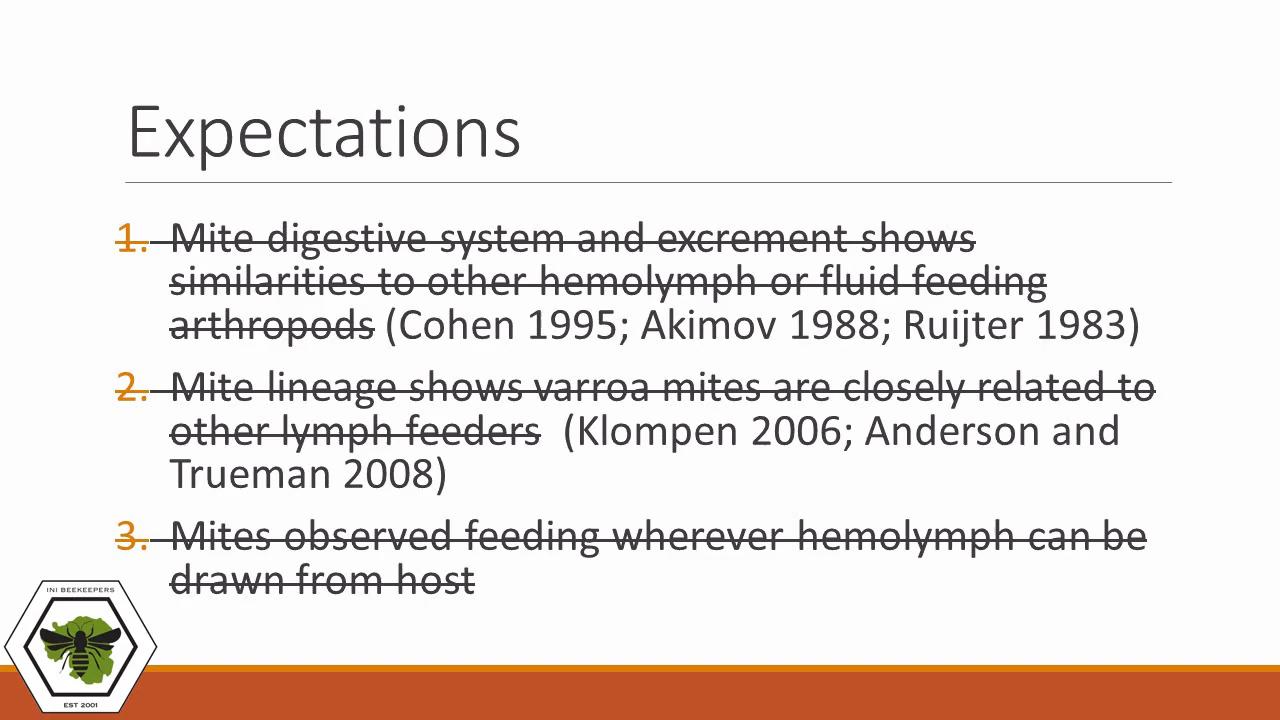 Expectations
1. Mite digestive system and excrement shows
similarities to other hemolymph or fluid feeding
arthropods (Cohen 1995; Akimov 1988; Ruijter 1983)
2. Mite lineage shows varroa mites are closely related to
other lymph feeders (Klompen 2006; Anderson and
Trueman 2008)
3. Mites observed feeding wherever hemolymph can be
drawn from host
INI BEEKEEPERS
EST 2001